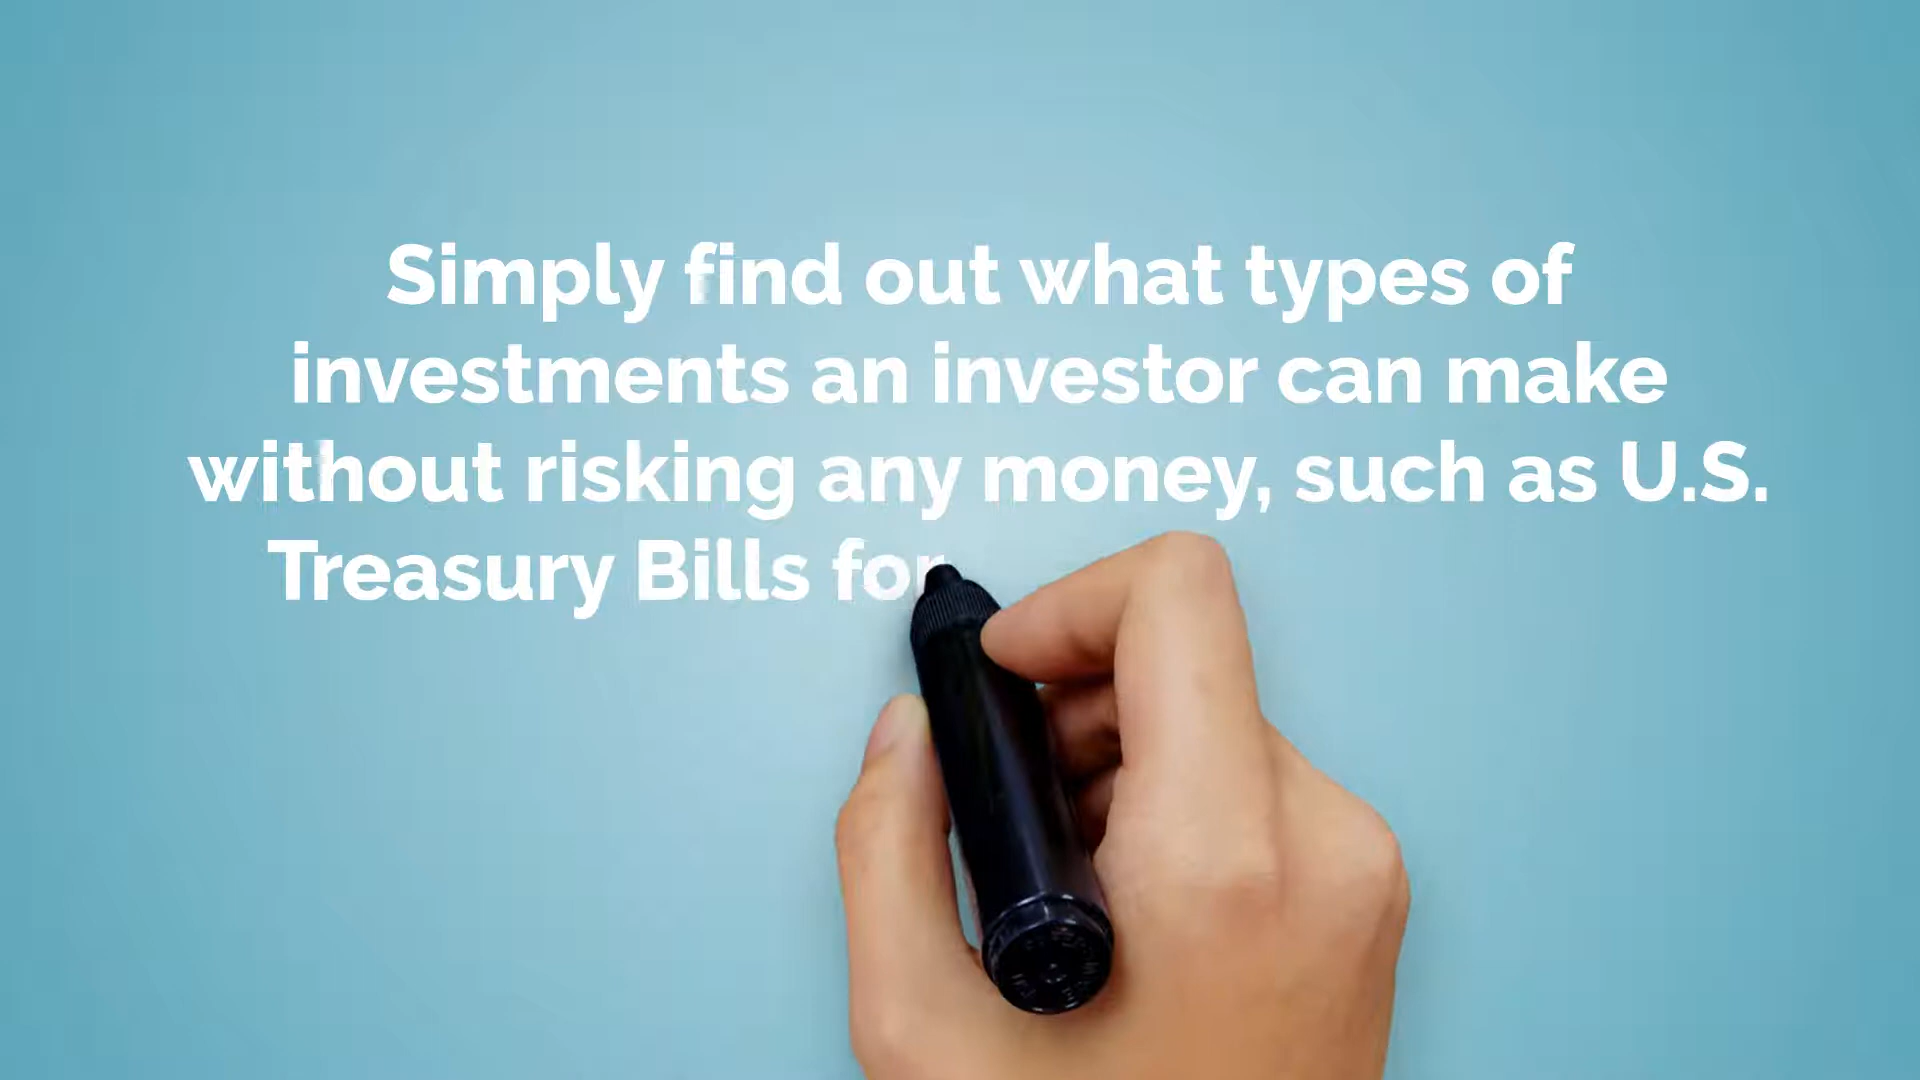 Simply find out what types of
investments an investor can make
without risking any money, such as U.S.
Treasury Bills for